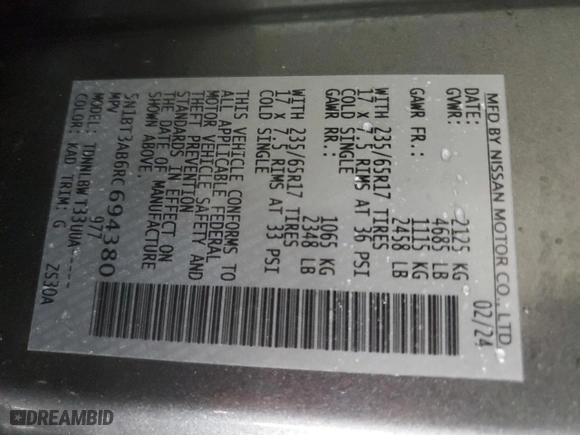 MFD BY NISSAN MOTOR CO., LTD.
DATE: 02/24
GVWR: 2125 KG
4685 LB
GAWR FR.: 1115 KG
2458 LB
WITH 235/65R17 TIRES
17 x 7.5 RIMS AT 36 PSI
COLD SINGLE
GAWR RR.: 1065 KG
2348 LB
WITH 235/65R17 TIRES
17 x 7.5 RIMS AT 33 PSI
COLD SINGLE
THIS VEHICLE CONFORMS TO
ALL APPLICABLE FEDERAL
MOTOR VEHICLE SAFETY AND
THEFT PREVENTION
STANDARDS IN EFFECT ON
THE DATE OF MANUFACTURE
SHOWN ABOVE.
5N1BT3AB6RC694380
MPV 977
MODEL: TDNNLBW T33UUA ----
COLOR: KAD TRIM: G ZS30A
DREAMBID